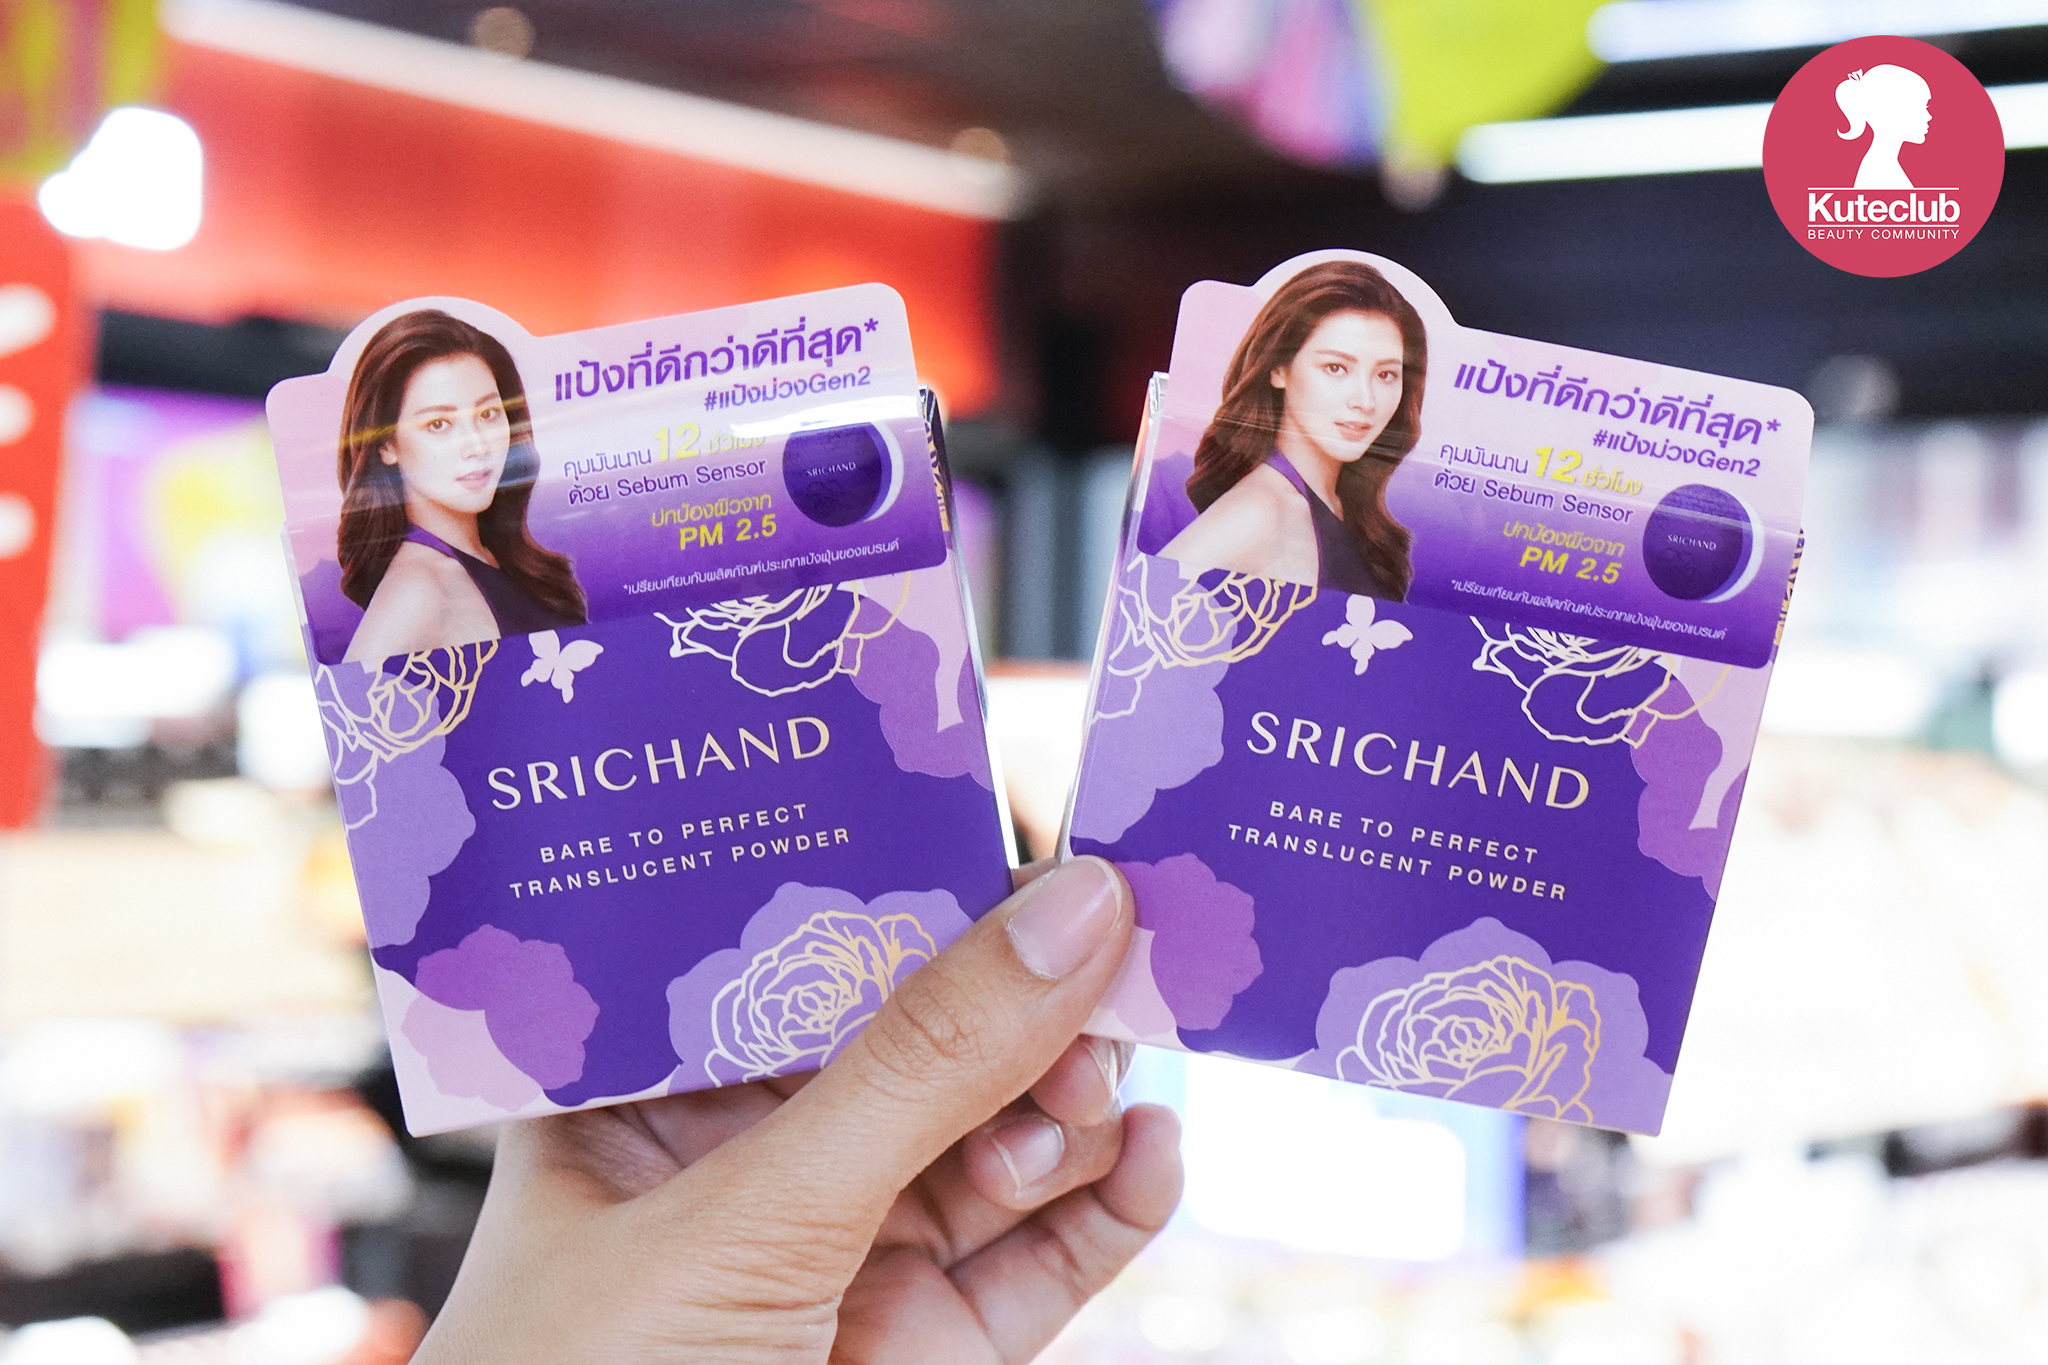 Kuteclub
BEAUTY COMMUNITY
แป้งที่ดีกว่าดีที่สุด*
#แป้งม่วงGen2
คุมมันนาน 12 ชั่วโมง
ด้วย Sebum Sensor
ปกป้องผิวจาก
PM 2.5
SRICHAND
*เปรียบเทียบกับผลิตภัณฑ์ประเภทแป้งฝุ่นของแบรนด์
SRICHAND
BARE TO PERFECT
TRANSLUCENT POWDER
แป้งที่ดีกว่าดีที่สุด*
#แป้งม่วงGen2
คุมมันนาน 12 ชั่วโมง
ด้วย Sebum Sensor
ปกป้องผิวจาก
PM 2.5
SRICHAND
*เปรียบเทียบกับผลิตภัณฑ์ประเภทแป้งฝุ่นของแบรนด์
SRICHAND
BARE TO PERFECT
TRANSLUCENT POWDER